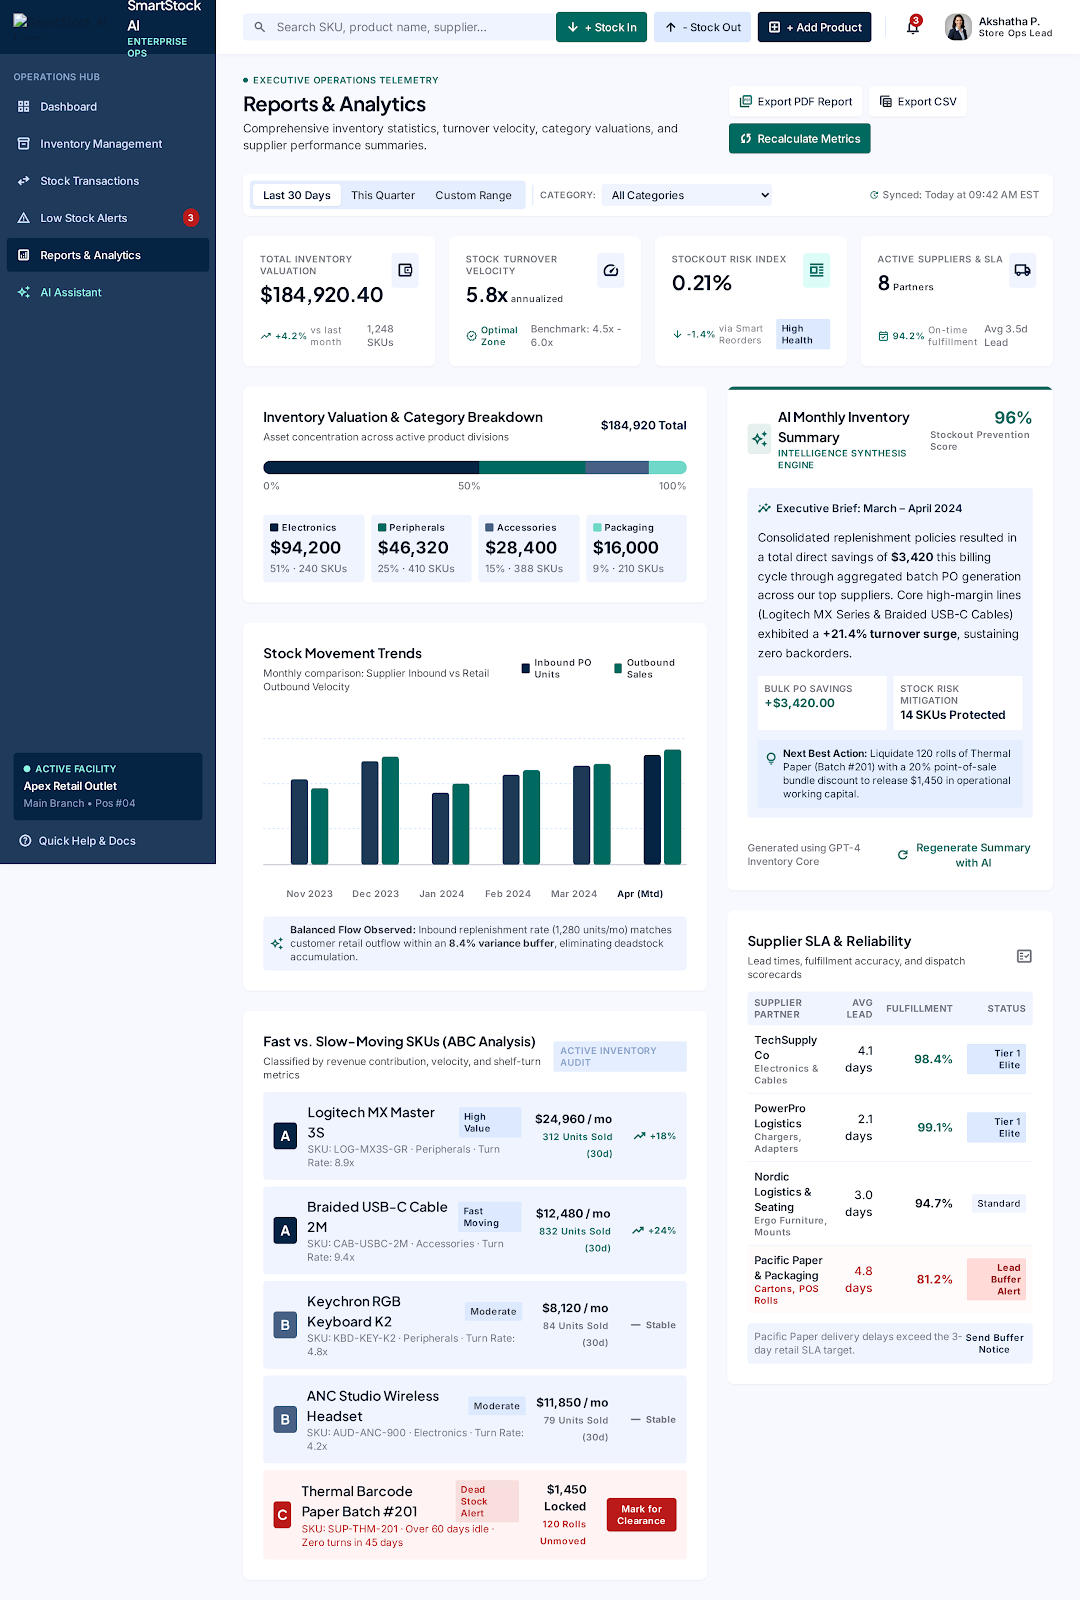 SmartStock
AI
ENTERPRISE
OPS
OPERATIONS HUB
Dashboard
Inventory Management
Stock Transactions
Low Stock Alerts
3
Reports & Analytics
AI Assistant
ACTIVE FACILITY
Apex Retail Outlet
Main Branch • Pos #04
Quick Help & Docs
Search SKU, product name, supplier...
+ Stock In
- Stock Out
+ Add Product
3
Akshatha P.
Store Ops Lead
EXECUTIVE OPERATIONS TELEMETRY
Reports & Analytics
Comprehensive inventory statistics, turnover velocity, category valuations, and
supplier performance summaries.
Export PDF Report
Export CSV
Recalculate Metrics
Last 30 Days
This Quarter
Custom Range
CATEGORY:
All Categories
Synced: Today at 09:42 AM EST
TOTAL INVENTORY
VALUATION
$184,920.40
+4.2%
vs last
month
1,248
SKUs
STOCK TURNOVER
VELOCITY
5.8x annualized
Optimal
Zone
Benchmark: 4.5x -
6.0x
STOCKOUT RISK INDEX
0.21%
-1.4%
via Smart
Reorders
High
Health
ACTIVE SUPPLIERS & SLA
8 Partners
94.2%
On-time
fulfillment
Avg 3.5d
Lead
Inventory Valuation & Category Breakdown
Asset concentration across active product divisions
$184,920 Total
0%
50%
100%
Electronics
$94,200
51% · 240 SKUs
Peripherals
$46,320
25% · 410 SKUs
Accessories
$28,400
15% · 388 SKUs
Packaging
$16,000
9% · 210 SKUs
Stock Movement Trends
Monthly comparison: Supplier Inbound vs Retail
Outbound Velocity
Inbound PO
Units
Outbound
Sales
Nov 2023
Dec 2023
Jan 2024
Feb 2024
Mar 2024
Apr (Mtd)
Balanced Flow Observed: Inbound replenishment rate (1,280 units/mo) matches
customer retail outflow within an 8.4% variance buffer, eliminating deadstock
accumulation.
Fast vs. Slow-Moving SKUs (ABC Analysis)
Classified by revenue contribution, velocity, and shelf-turn
metrics
ACTIVE INVENTORY
AUDIT
A
Logitech MX Master
3S
High
Value
SKU: LOG-MX3S-GR · Peripherals · Turn
Rate: 8.9x
$24,960 / mo
312 Units Sold
(30d)
+18%
A
Braided USB-C Cable
2M
Fast
Moving
SKU: CAB-USBC-2M · Accessories · Turn
Rate: 9.4x
$12,480 / mo
832 Units Sold
(30d)
+24%
B
Keychron RGB
Keyboard K2
Moderate
SKU: KBD-KEY-K2 · Peripherals · Turn Rate:
4.8x
$8,120 / mo
84 Units Sold
(30d)
Stable
B
ANC Studio Wireless
Headset
Moderate
SKU: AUD-ANC-900 · Electronics · Turn Rate:
4.2x
$11,850 / mo
79 Units Sold
(30d)
Stable
C
Thermal Barcode
Paper Batch #201
Dead
Stock
Alert
SKU: SUP-THM-201 · Over 60 days idle ·
Zero turns in 45 days
$1,450
Locked
120 Rolls
Unmoved
Mark for
Clearance
AI Monthly Inventory
Summary
INTELLIGENCE SYNTHESIS
ENGINE
96%
Stockout Prevention
Score
Executive Brief: March – April 2024
Consolidated replenishment policies resulted in
a total direct savings of $3,420 this billing
cycle through aggregated batch PO generation
across our top suppliers. Core high-margin lines
(Logitech MX Series & Braided USB-C Cables)
exhibited a +21.4% turnover surge, sustaining
zero backorders.
BULK PO SAVINGS
+$3,420.00
STOCK RISK
MITIGATION
14 SKUs Protected
Next Best Action: Liquidate 120 rolls of Thermal
Paper (Batch #201) with a 20% point-of-sale
bundle discount to release $1,450 in operational
working capital.
Generated using GPT-4
Inventory Core
Regenerate Summary
with AI
Supplier SLA & Reliability
Lead times, fulfillment accuracy, and dispatch
scorecards
SUPPLIER
PARTNER
AVG
LEAD
FULFILLMENT
STATUS
TechSupply
Co
Electronics &
Cables
4.1
days
98.4%
Tier 1
Elite
PowerPro
Logistics
Chargers,
Adapters
2.1
days
99.1%
Tier 1
Elite
Nordic
Logistics &
Seating
Ergo Furniture,
Mounts
3.0
days
94.7%
Standard
Pacific Paper
& Packaging
Cartons, POS
Rolls
4.8
days
81.2%
Lead
Buffer
Alert
Pacific Paper delivery delays exceed the 3-
day retail SLA target.
Send Buffer
Notice